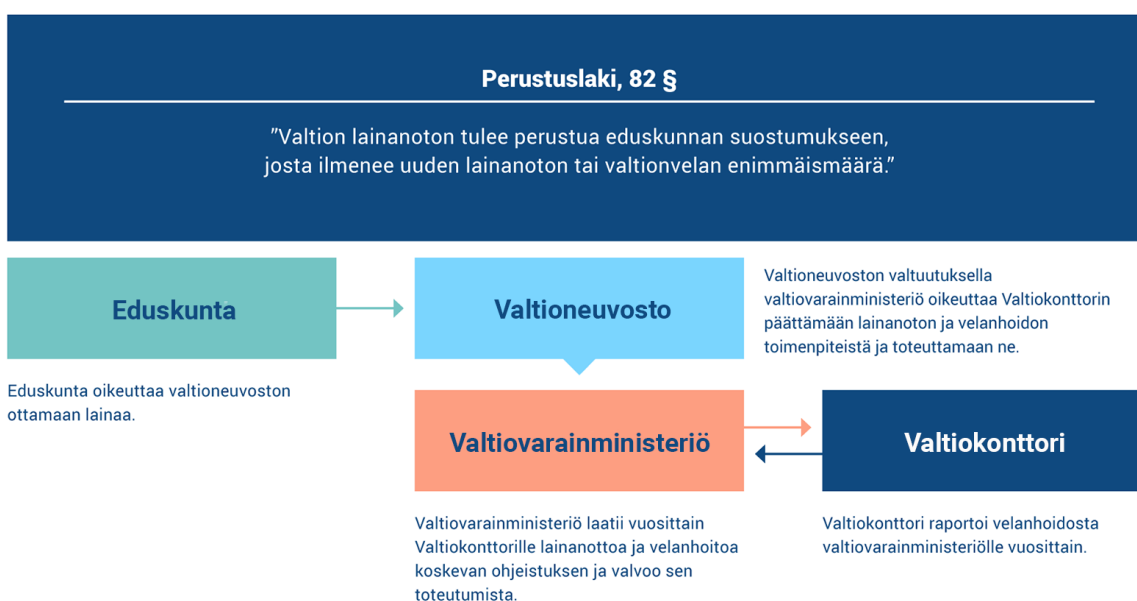 Perustuslaki, 82 §
”Valtion lainanoton tulee perustua eduskunnan suostumukseen,
josta ilmenee uuden lainanoton tai valtionvelan enimmäismäärä.”
Eduskunta
Eduskunta oikeuttaa valtioneuvoston
ottamaan lainaa.
Valtioneuvosto
Valtioneuvoston valtuutuksella
valtiovarainministeriö oikeuttaa Valtiokonttorin
päättämään lainanoton ja velanhoidon
toimenpiteistä ja toteuttamaan ne.
Valtiovarainministeriö
Valtiovarainministeriö laatii vuosittain
Valtiokonttorille lainanottoa ja velanhoitoa
koskevan ohjeistuksen ja valvoo sen
toteutumista.
Valtiokonttori
Valtiokonttori raportoi velanhoidosta
valtiovarainministeriölle vuosittain.